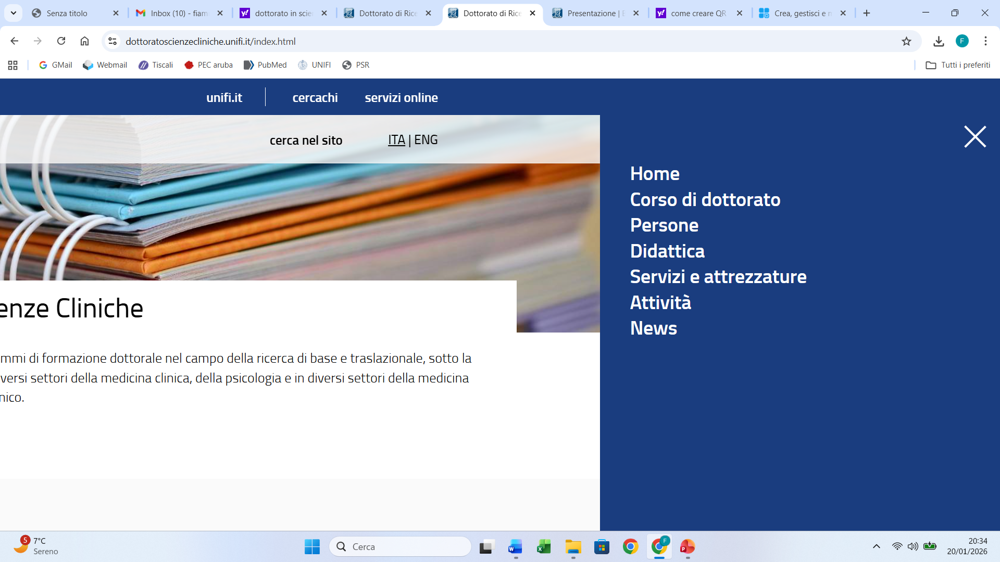 Senza titolo
Inbox (10) - fiam
dottorato in scie
Dottorato di Rice
Dottorato di Rice
Presentazione | E
come creare QR
Crea, gestisci e m
dottoratoscienzecliniche.unifi.it/index.html
F
GMail
Webmail
Tiscali
PEC aruba
PubMed
UNIFI
PSR
Tutti i preferiti
unifi.it
cercachi
servizi online
cerca nel sito
ITA | ENG
Home
Corso di dottorato
Persone
Didattica
Servizi e attrezzature
Attività
News
enze Cliniche
mmi di formazione dottorale nel campo della ricerca di base e traslazionale, sotto la
versi settori della medicina clinica, della psicologia e in diversi settori della medicina
nico.
5
7°C
Sereno
Cerca
F
20:34
20/01/2026